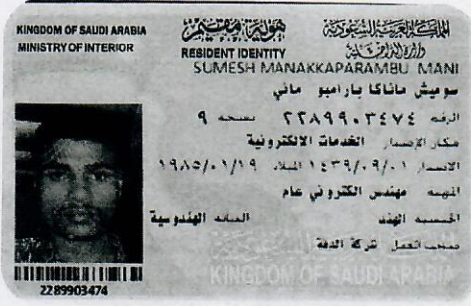 KINGDOM OF SAUDI ARABIA
MINISTRY OF INTERIOR
المملكة العربية السعودية
وزارة الداخلية
هوية مقيم
RESIDENT IDENTITY
SUMESH MANAKKAPARAMBU MANI
سوميش ماناكا بارامبو ماني
الرقم ٢٢٨٩٩٠٣٤٧٤ نسخة ٩
مكان الإصدار الخدمات الالكترونية
الاصدار ١٤٣٩/٠٩/٠١ الميلاد ١٩٨٥/٠١/١٩
المهنة مهندس الكتروني عام
الجنسية الهند الديانة الهندوسية
صاحب العمل شركة الدقة
KINGDOM OF SAUDI ARABIA
2289903474